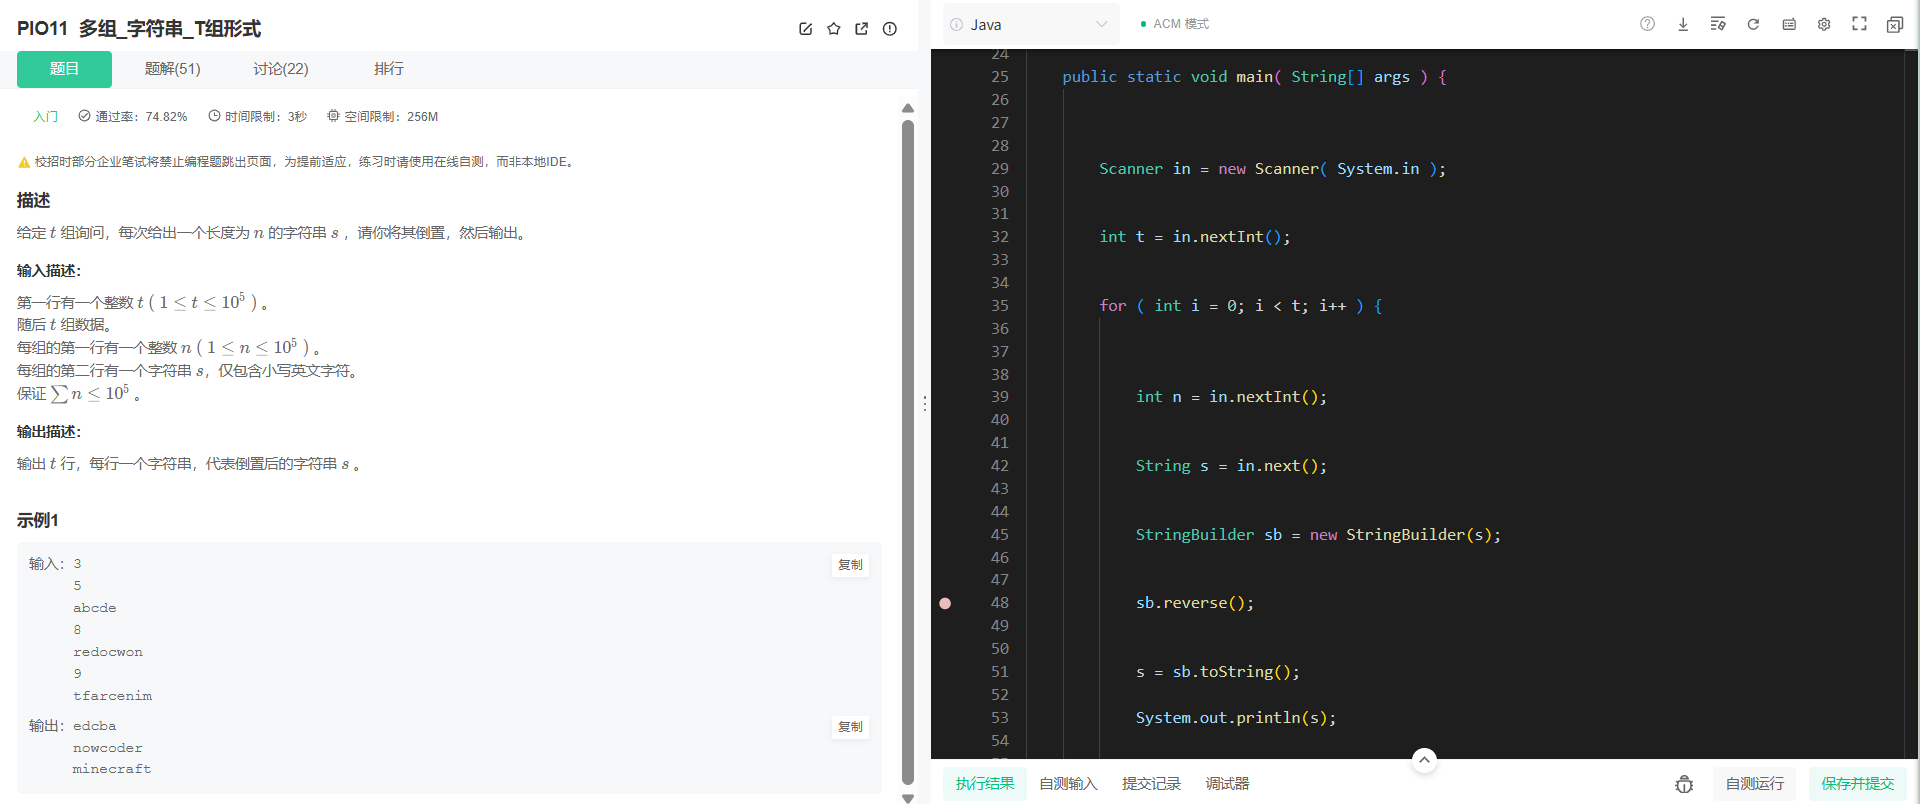 PIO11 多组_字符串_T组形式
题目 题解(51) 讨论(22) 排行
入门 通过率：74.82% 时间限制：3秒 空间限制：256M
校招时部分企业笔试将禁止编程题跳出页面，为提前适应，练习时请使用在线自测，而非本地IDE。
描述
给定 t 组询问，每次给出一个长度为 n 的字符串 s ，请你将其倒置，然后输出。
输入描述：
第一行有一个整数 t ( 1 ≤ t ≤ 10^5 ) 。
随后 t 组数据。
每组的第一行有一个整数 n ( 1 ≤ n ≤ 10^5 ) 。
每组的第二行有一个字符串 s，仅包含小写英文字符。
保证 ∑ n ≤ 10^5 。
输出描述：
输出 t 行，每行一个字符串，代表倒置后的字符串 s 。
示例1
输入：3 复制
5
abcde
8
redocwon
9
tfarcenim
输出：edcba 复制
nowcoder
minecraft
Java ACM 模式
24
25 public static void main( String[] args ) {
26
27
28
29 Scanner in = new Scanner( System.in );
30
31
32 int t = in.nextInt();
33
34
35 for ( int i = 0; i < t; i++ ) {
36
37
38
39 int n = in.nextInt();
40
41
42 String s = in.next();
43
44
45 StringBuilder sb = new StringBuilder(s);
46
47
48 sb.reverse();
49
50
51 s = sb.toString();
52
53 System.out.println(s);
54
执行结果 自测输入 提交记录 调试器 自测运行 保存并提交